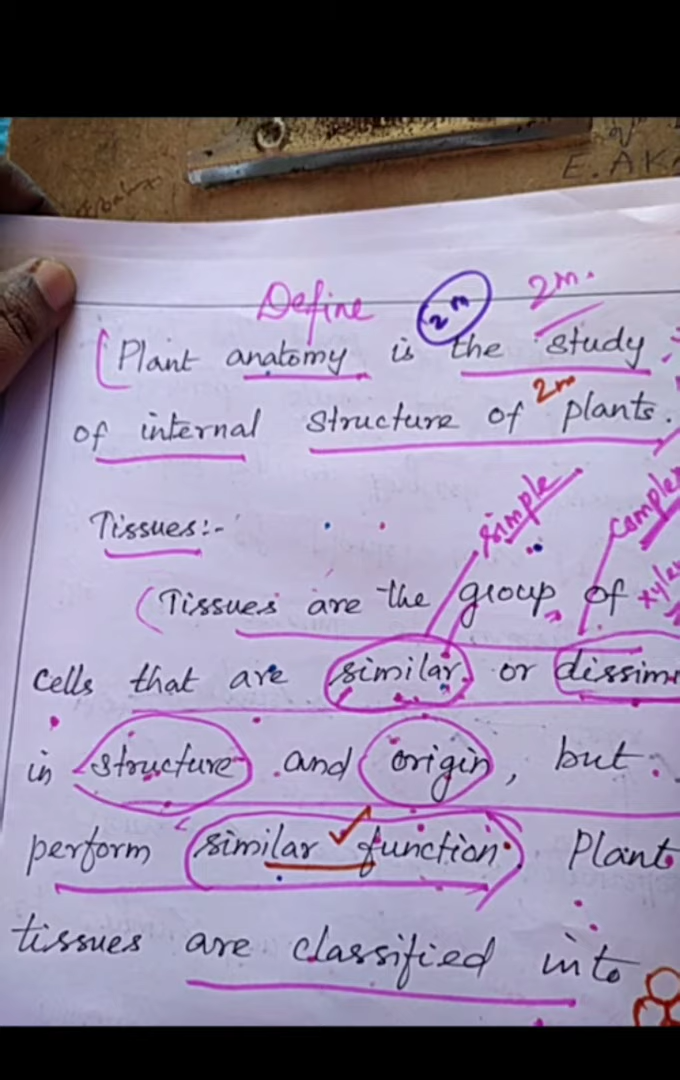 E. AK
Define 2m 2m.
Plant anatomy is the study
of internal structure of 2m plants.
simple
Tissues:-
(Tissues are the group of
cells that are similar or dissim
in structure and origin, but
perform similar function. Plant
tissues are classified into